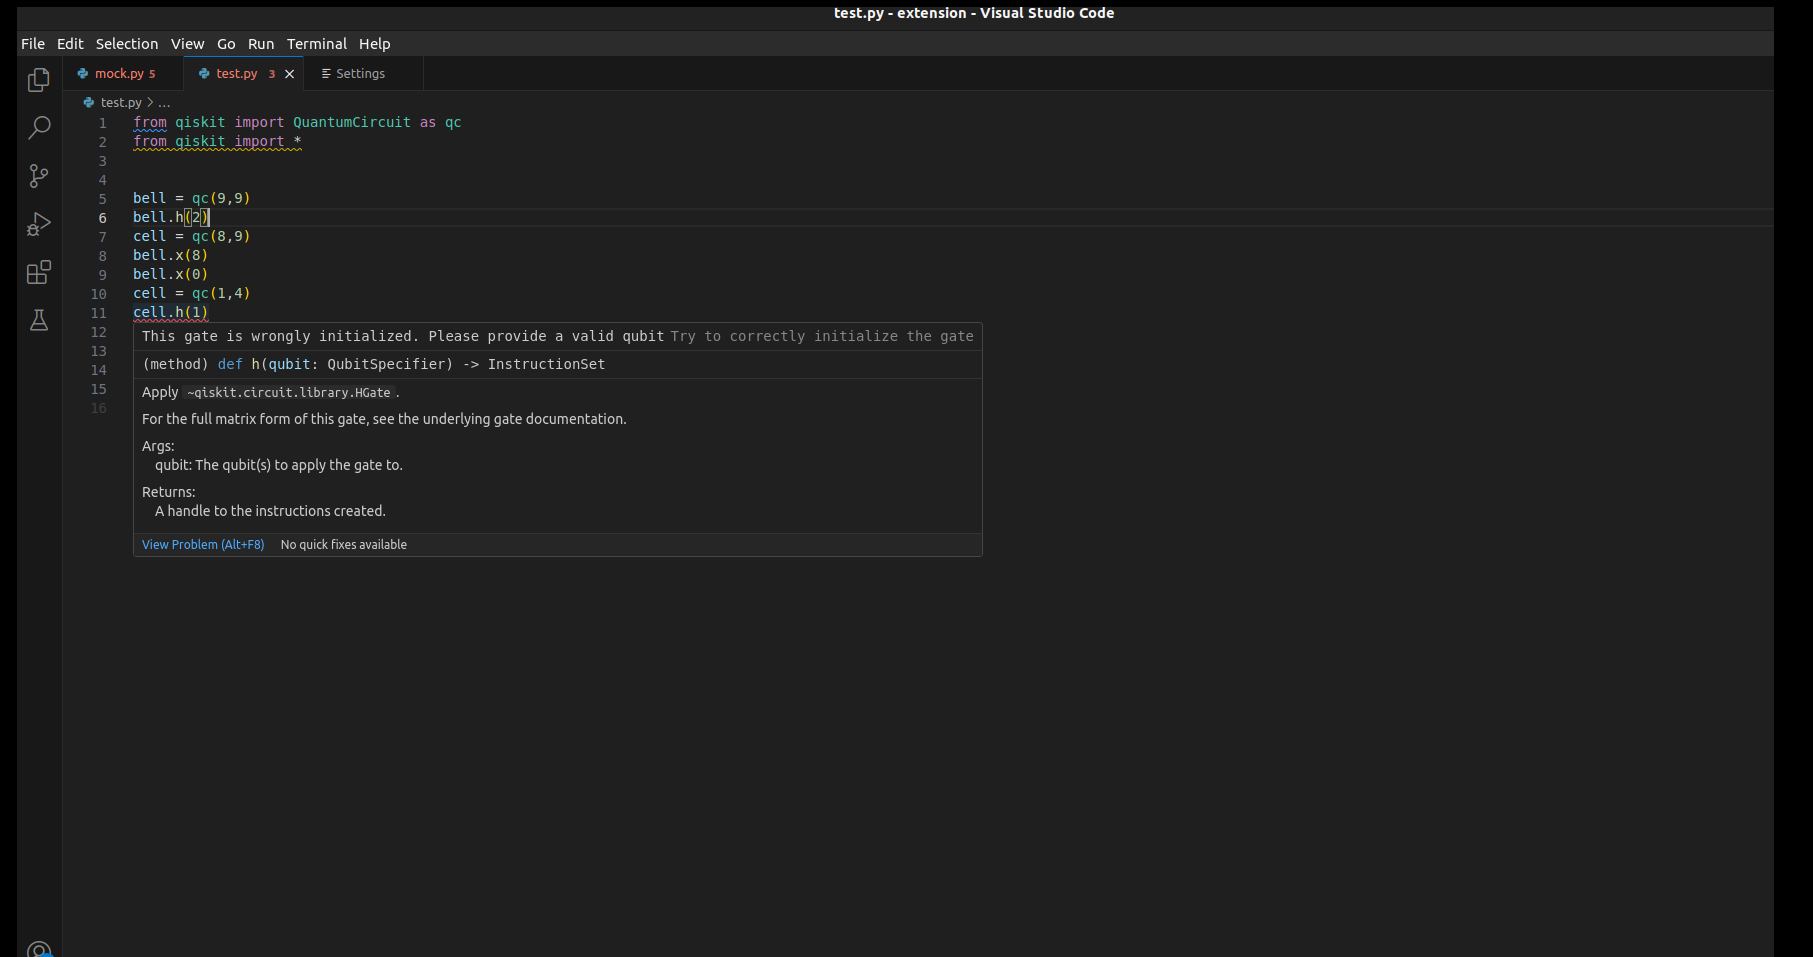 test.py - extension - Visual Studio Code
File Edit Selection View Go Run Terminal Help
mock.py 5 test.py 3 Settings
test.py > ...
1 from qiskit import QuantumCircuit as qc
2 from qiskit import *
3
4
5 bell = qc(9,9)
6 bell.h(2)
7 cell = qc(8,9)
8 bell.x(8)
9 bell.x(0)
10 cell = qc(1,4)
11 cell.h(1)
12
This gate is wrongly initialized. Please provide a valid qubit Try to correctly initialize the gate
13
(method) def h(qubit: QubitSpecifier) -> InstructionSet
14
15
Apply ~qiskit.circuit.library.HGate.
16
For the full matrix form of this gate, see the underlying gate documentation.
Args:
qubit: The qubit(s) to apply the gate to.
Returns:
A handle to the instructions created.
View Problem (Alt+F8) No quick fixes available